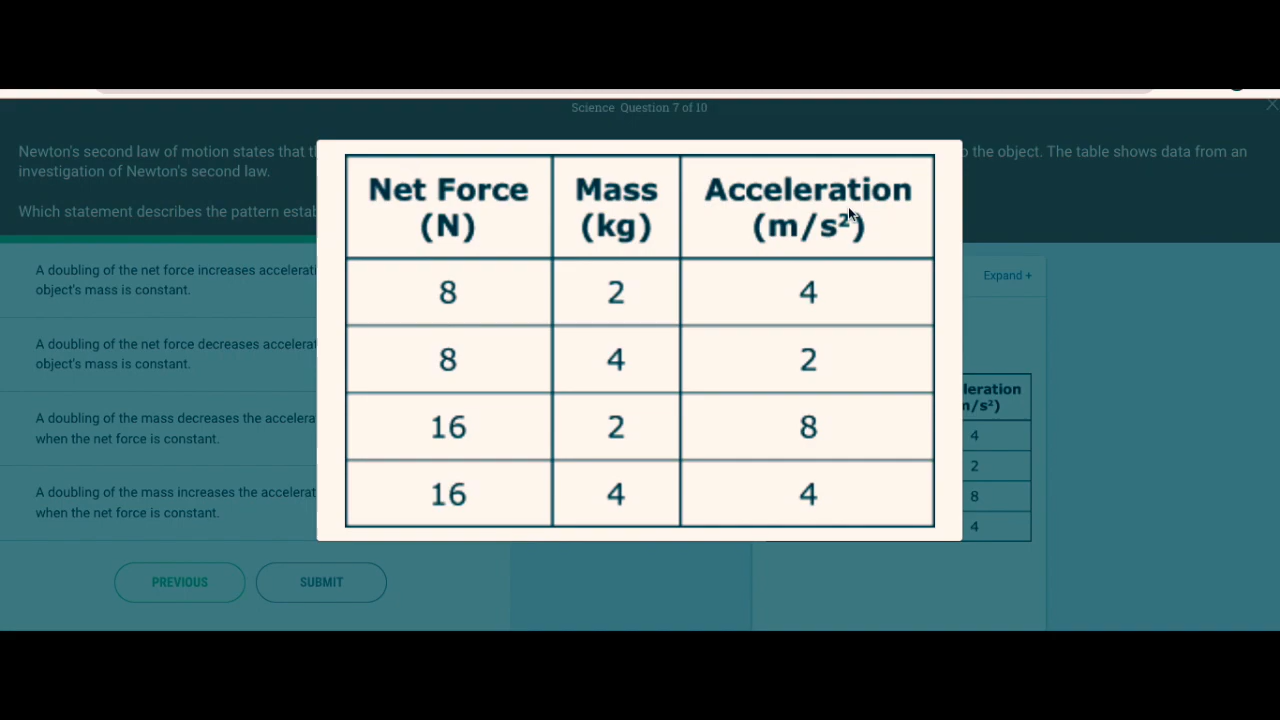 Science Question 7 of 10
Newton's second law of motion states that th
o the object. The table shows data from an
investigation of Newton's second law.
Which statement describes the pattern estab
Net Force (N) Mass (kg) Acceleration (m/s²)
8 2 4
8 4 2
16 2 8
16 4 4
A doubling of the net force increases accelerati
object's mass is constant.
A doubling of the net force decreases accelerat
object's mass is constant.
A doubling of the mass decreases the accelera
when the net force is constant.
A doubling of the mass increases the accelerat
when the net force is constant.
PREVIOUS SUBMIT
Expand +
leration
n/s²)
4
2
8
4